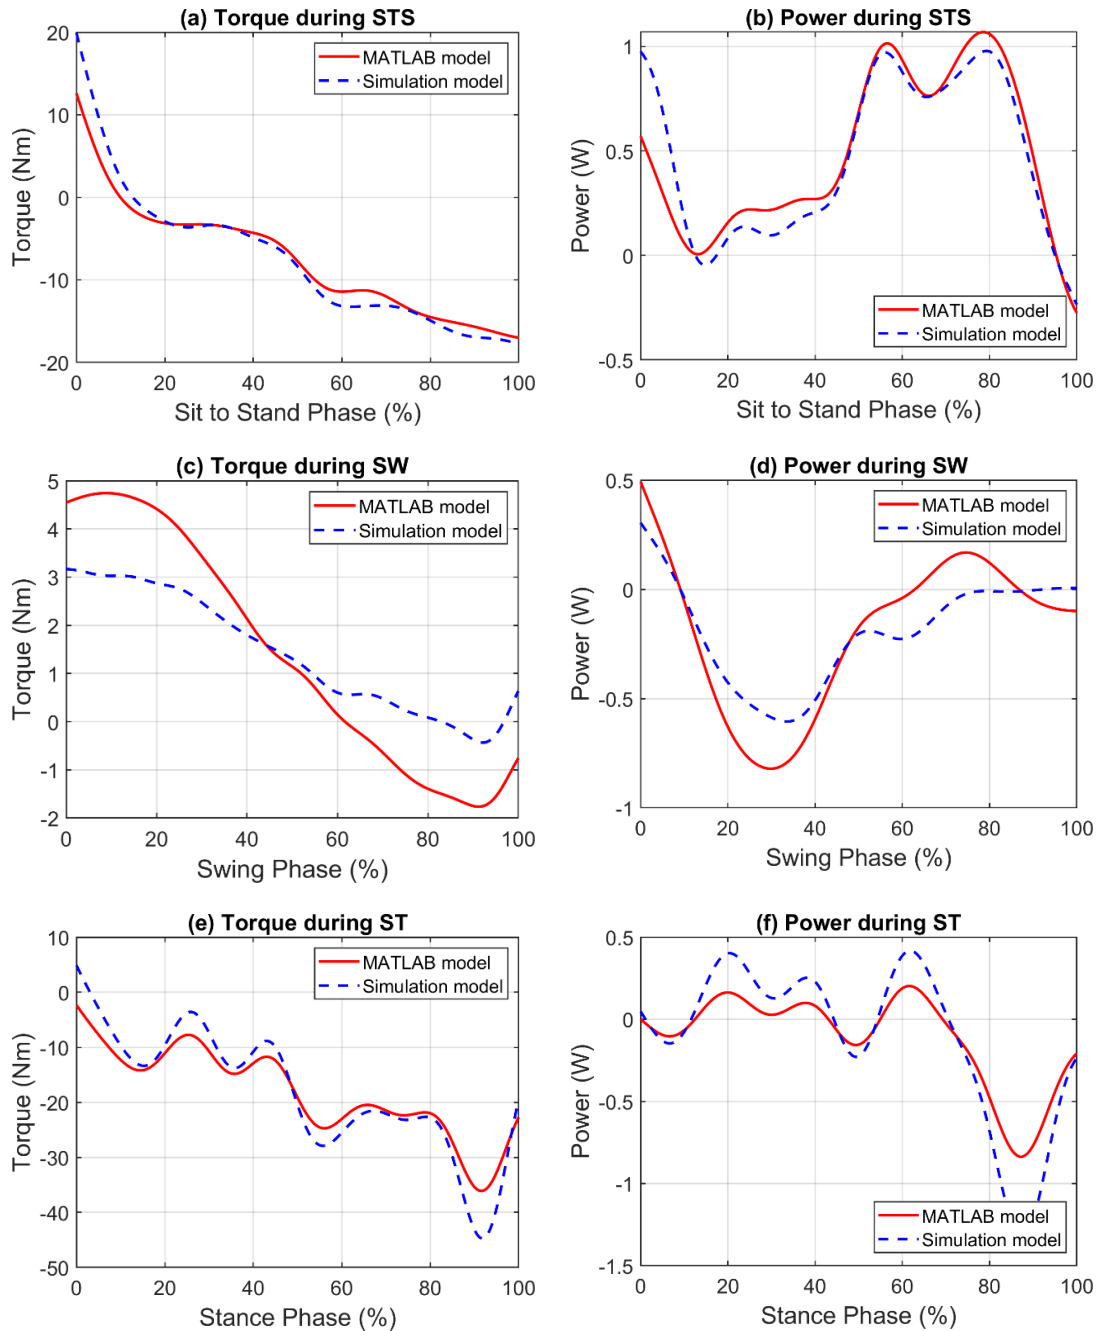 (a) Torque during STS
20
10
0
-10
-20
Torque (Nm)
MATLAB model
Simulation model
0 20 40 60 80 100
Sit to Stand Phase (%)
(b) Power during STS
1
0.5
0
-0.5
Power (W)
MATLAB model
Simulation model
0 20 40 60 80 100
Sit to Stand Phase (%)
(c) Torque during SW
5
4
3
2
1
0
-1
-2
Torque (Nm)
MATLAB model
Simulation model
0 20 40 60 80 100
Swing Phase (%)
(d) Power during SW
0.5
0
-0.5
-1
Power (W)
MATLAB model
Simulation model
0 20 40 60 80 100
Swing Phase (%)
(e) Torque during ST
10
0
-10
-20
-30
-40
-50
Torque (Nm)
MATLAB model
Simulation model
0 20 40 60 80 100
Stance Phase (%)
(f) Power during ST
0.5
0
-0.5
-1
-1.5
Power (W)
MATLAB model
Simulation model
0 20 40 60 80 100
Stance Phase (%)